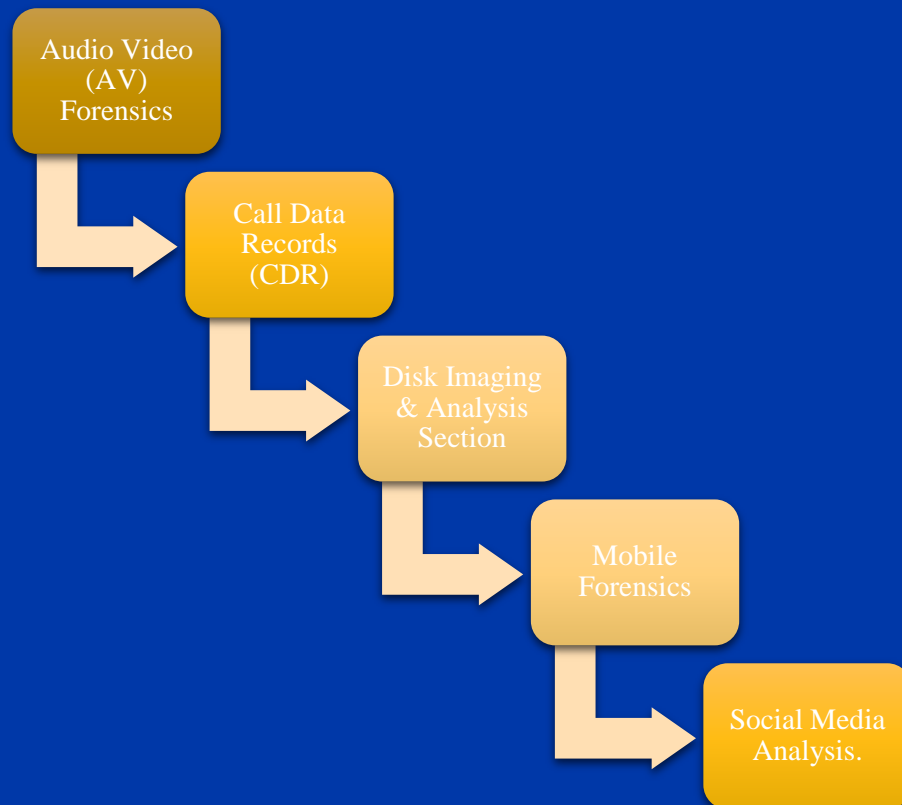 Audio Video
(AV)
Forensics
Call Data
Records
(CDR)
Disk Imaging
& Analysis
Section
Mobile
Forensics
Social Media
Analysis.